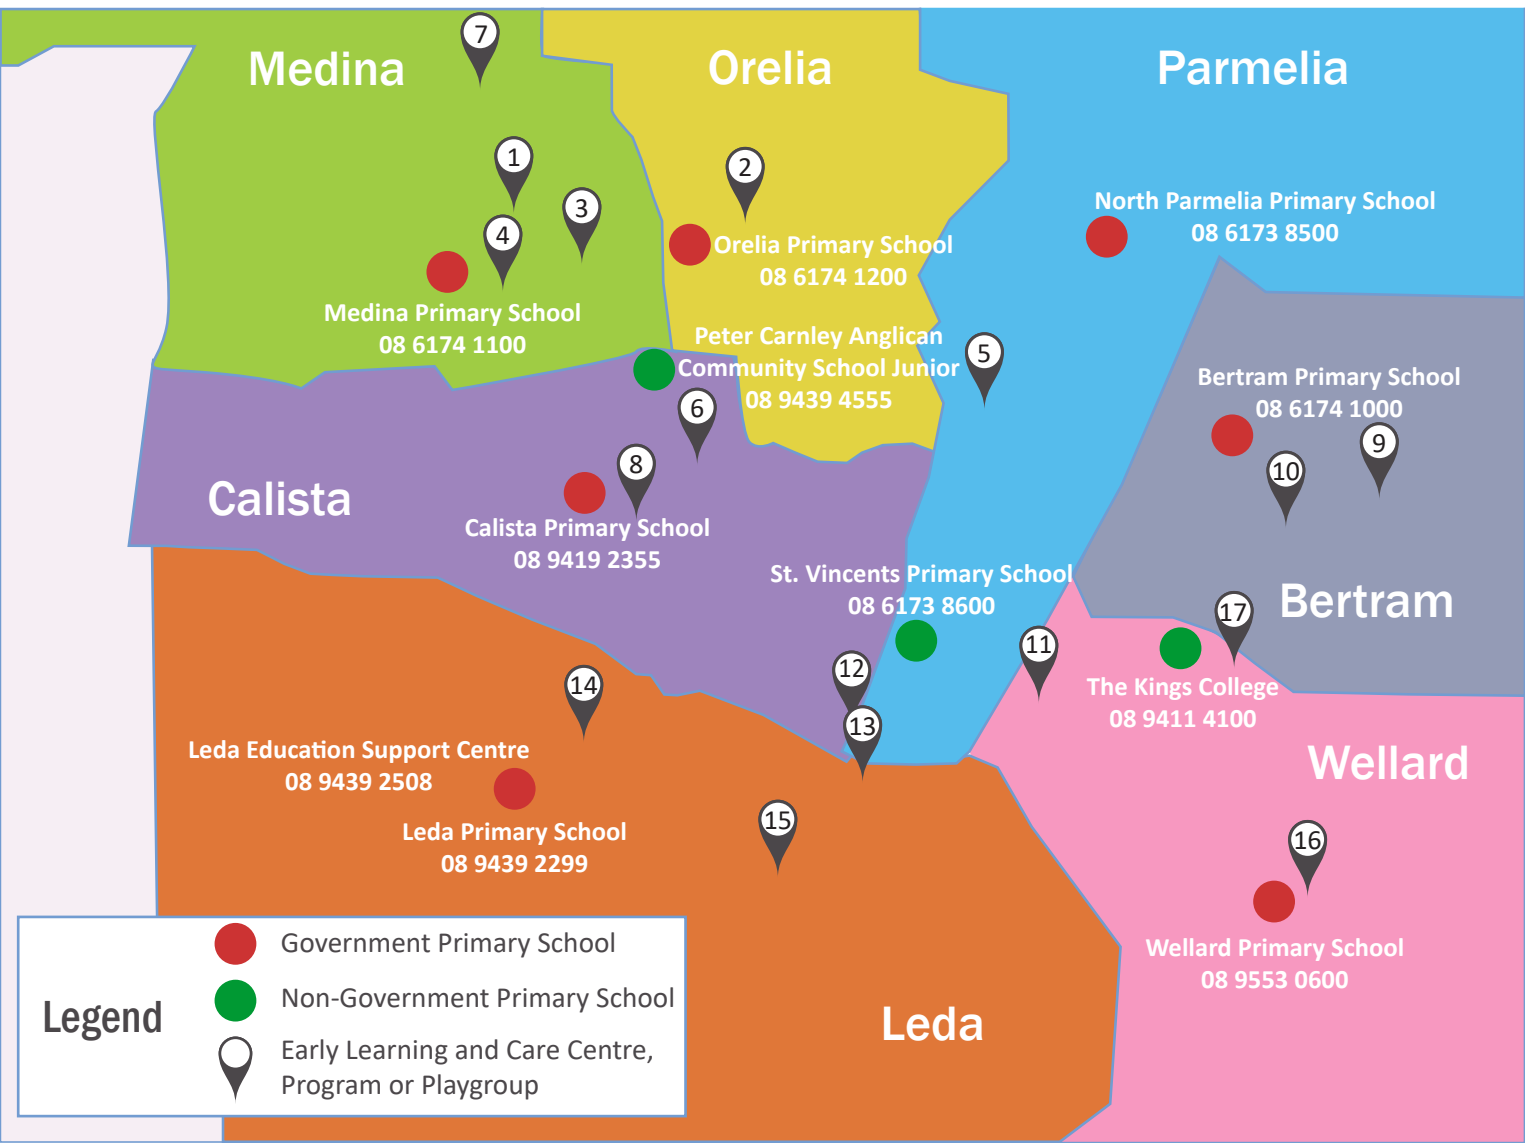 7
Medina
Orelia
Parmelia
1
2
3
4
North Parmelia Primary School
08 6173 8500
Orelia Primary School
08 6174 1200
Medina Primary School
08 6174 1100
Peter Carnley Anglican
Community School Junior
08 9439 4555
5
6
Bertram Primary School
08 6174 1000
9
10
8
Calista
Calista Primary School
08 9419 2355
St. Vincents Primary School
08 6173 8600
Bertram
17
11
12
13
The Kings College
08 9411 4100
14
Leda Education Support Centre
08 9439 2508
Wellard
Leda Primary School
08 9439 2299
15
16
Wellard Primary School
08 9553 0600
Leda
Legend
Government Primary School
Non-Government Primary School
Early Learning and Care Centre,
Program or Playgroup